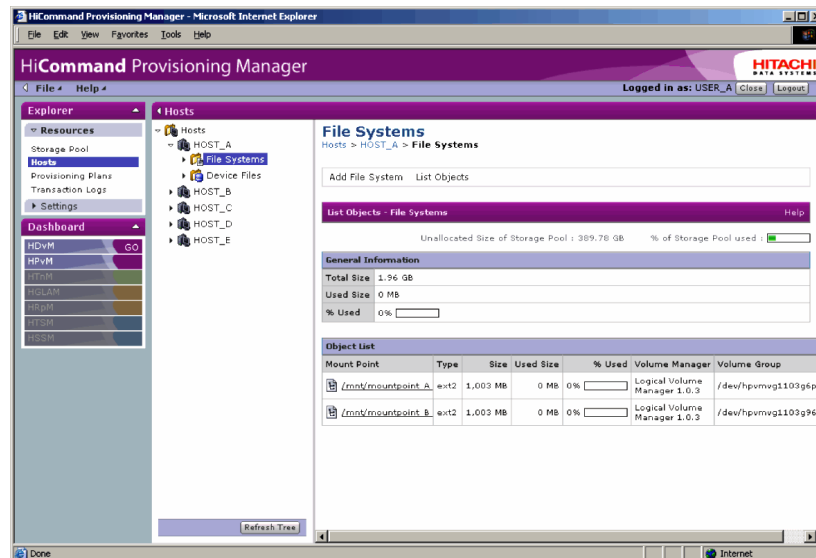 HiCommand Provisioning Manager - Microsoft Internet Explorer
File Edit View Favorites Tools Help
HiCommand Provisioning Manager
HITACHI
DATA SYSTEMS
File Help
Logged in as: USER_A Close Logout
Explorer
Resources
Storage Pool
Hosts
Provisioning Plans
Transaction Logs
Settings
Dashboard
HDvM GO
HPvM
HTnM
HGLAM
HRpM
HTSM
HSSM
Hosts
Hosts
HOST_A
File Systems
Device Files
HOST_B
HOST_C
HOST_D
HOST_E
Refresh Tree
File Systems
Hosts > HOST_A > File Systems
Add File System List Objects
List Objects - File Systems Help
Unallocated Size of Storage Pool : 389.78 GB % of Storage Pool used :
General Information
Total Size 1.96 GB
Used Size 0 MB
% Used 0%
Object List
Mount Point Type Size Used Size % Used Volume Manager Volume Group
/mnt/mountpoint_A ext2 1,003 MB 0 MB 0% Logical Volume Manager 1.0.3 /dev/hpvmvg1103g6p
/mnt/mountpoint_B ext2 1,003 MB 0 MB 0% Logical Volume Manager 1.0.3 /dev/hpvmvg1103g96
Done Internet